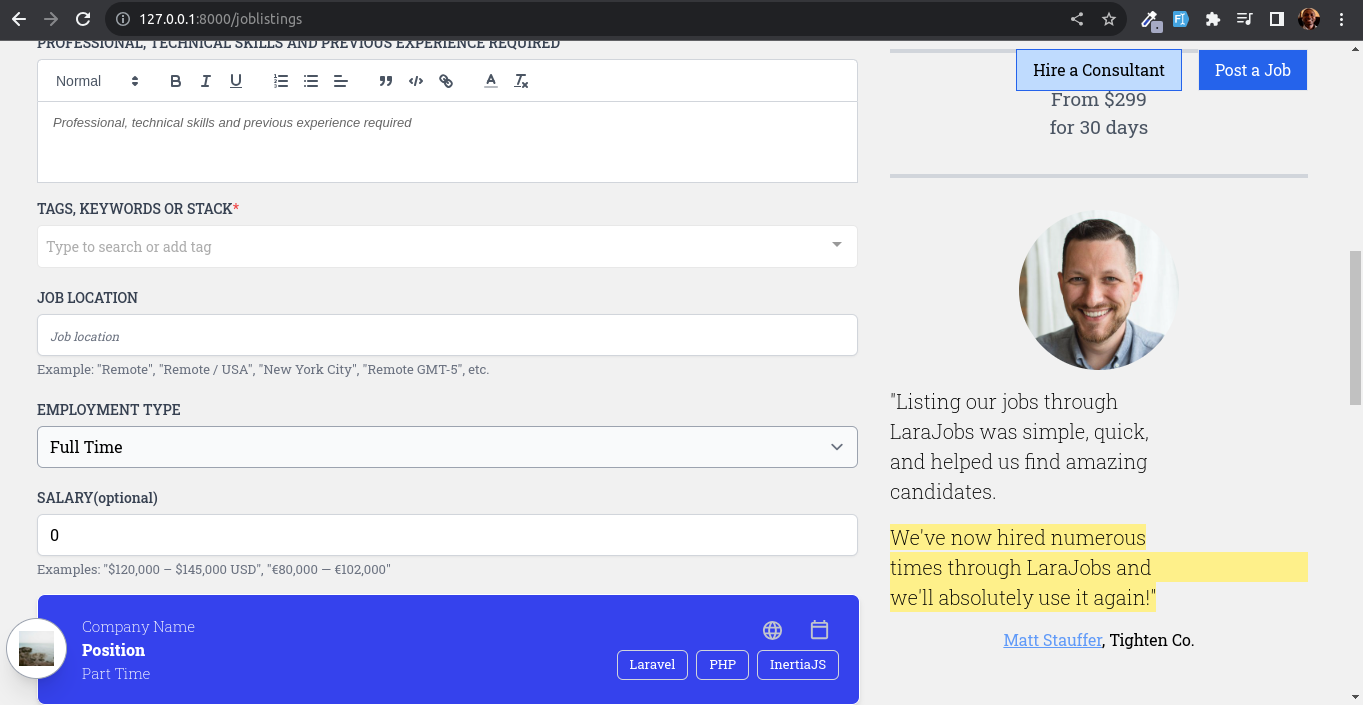 127.0.0.1:8000/joblistings
PROFESSIONAL, TECHNICAL SKILLS AND PREVIOUS EXPERIENCE REQUIRED
Normal
Professional, technical skills and previous experience required
TAGS, KEYWORDS OR STACK*
Type to search or add tag
JOB LOCATION
Job location
Example: "Remote", "Remote / USA", "New York City", "Remote GMT-5", etc.
EMPLOYMENT TYPE
Full Time
SALARY(optional)
0
Examples: "$120,000 — $145,000 USD", "€80,000 — €102,000"
Company Name
Position
Part Time
Laravel PHP InertiaJS
Hire a Consultant Post a Job
From $299
for 30 days
"Listing our jobs through
LaraJobs was simple, quick,
and helped us find amazing
candidates.
We've now hired numerous
times through LaraJobs and
we'll absolutely use it again!"
Matt Stauffer, Tighten Co.